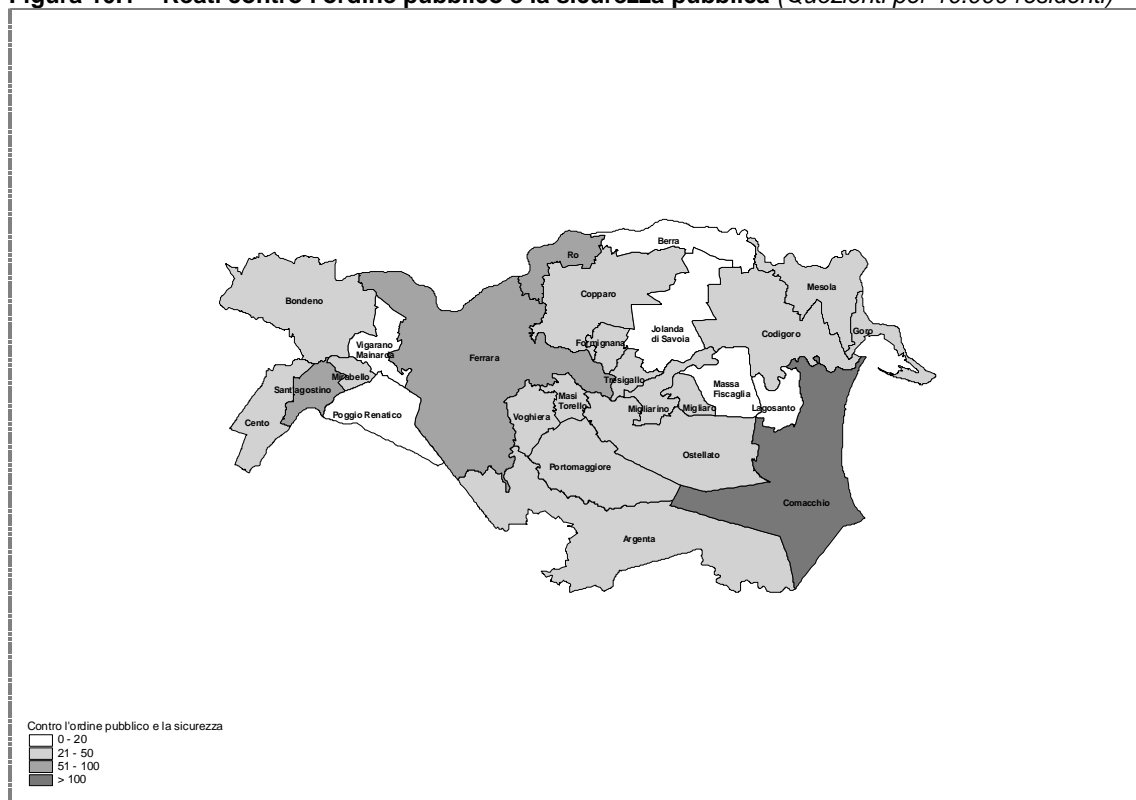 contro l'ordine pubblico e la sicurezza pubblica (Quozienti per 10.000 residenti)
Berra
Ro
Mesola
Copparo
Bondeno
Goro
Jolanda
di Savoia
Codigoro
Formignana
Vigarano
Mainarda
Ferrara
Mirabello
Tresigallo
Sant'agostino
Massa
Fiscaglia
Masi
Torello
Migliarino
Migliaro
Lagosanto
Poggio Renatico
Voghiera
Cento
Ostellato
Portomaggiore
Comacchio
Argenta
Contro l'ordine pubblico e la sicurezza
0 - 20
21 - 50
51 - 100
> 100